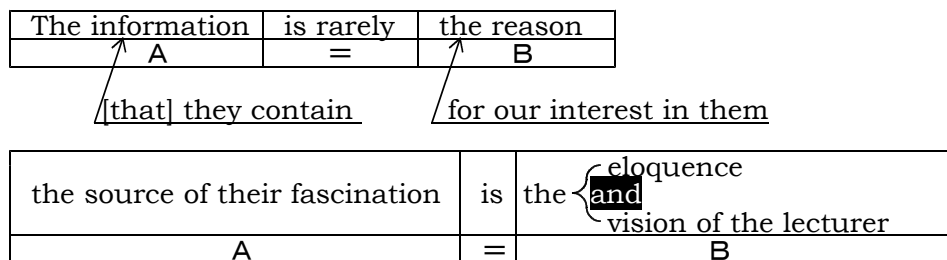 The information is rarely the reason
A = B
[that] they contain for our interest in them
eloquence
the source of their fascination is the and
vision of the lecturer
A = B